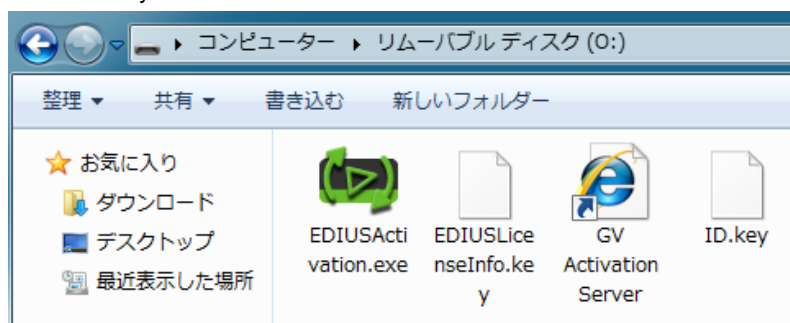 コンピューター ▸ リムーバブル ディスク (O:)
整理 ▼ 共有 ▼ 書き込む 新しいフォルダー
お気に入り
ダウンロード
デスクトップ
最近表示した場所
EDIUSActi
vation.exe
EDIUSLice
nseInfo.ke
y
GV
Activation
Server
ID.key